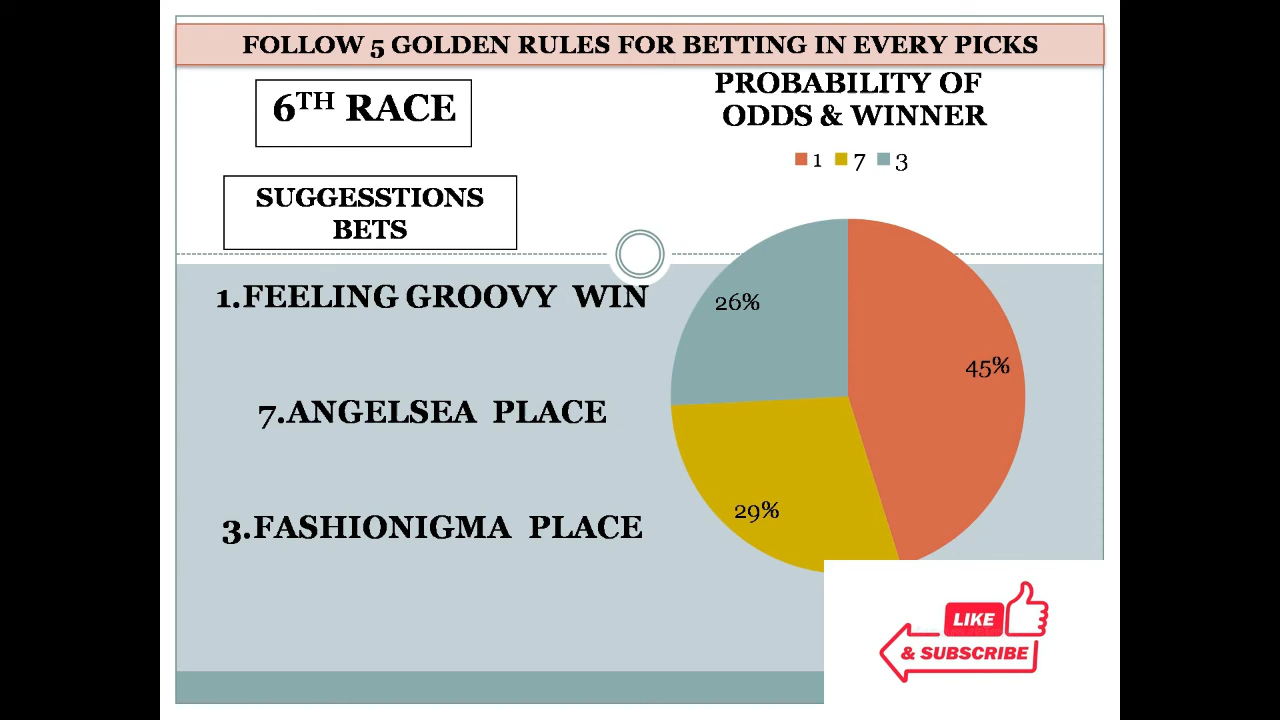 FOLLOW 5 GOLDEN RULES FOR BETTING IN EVERY PICKS
6TH RACE
SUGGESSTIONS
BETS
1.FEELING GROOVY WIN
7.ANGELSEA PLACE
3.FASHIONIGMA PLACE
PROBABILITY OF
ODDS & WINNER
1 7 3
26%
45%
29%
LIKE
& SUBSCRIBE